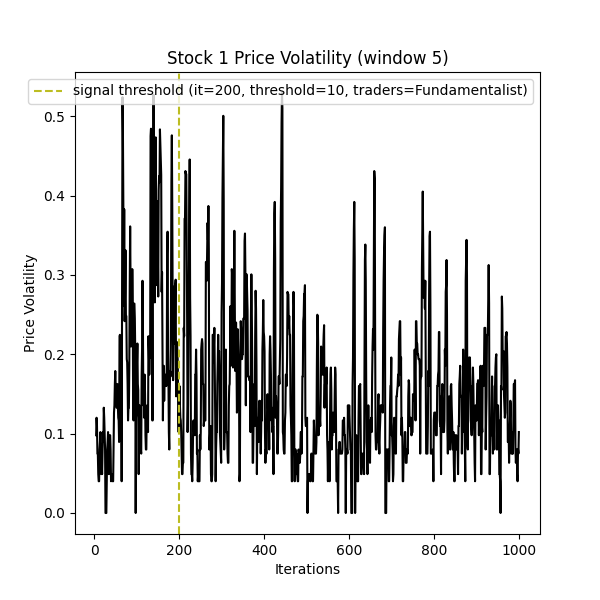 Stock 1 Price Volatility (window 5)
signal threshold (it=200, threshold=10, traders=Fundamentalist)
Price Volatility
0.5
0.4
0.3
0.2
0.1
0.0
0 200 400 600 800 1000
Iterations